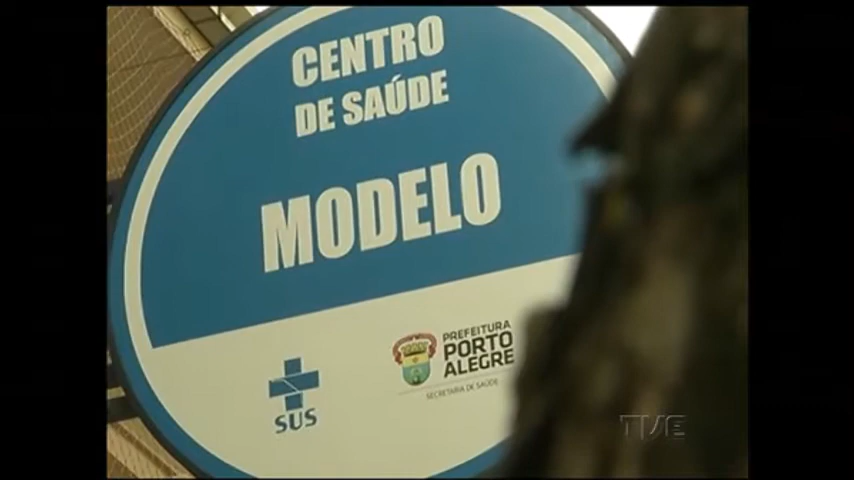 CENTRO
DE SAÚDE
MODELO
SUS
PREFEITURA
PORTO
ALEGRE
SECRETARIA DE SAÚDE
TVE